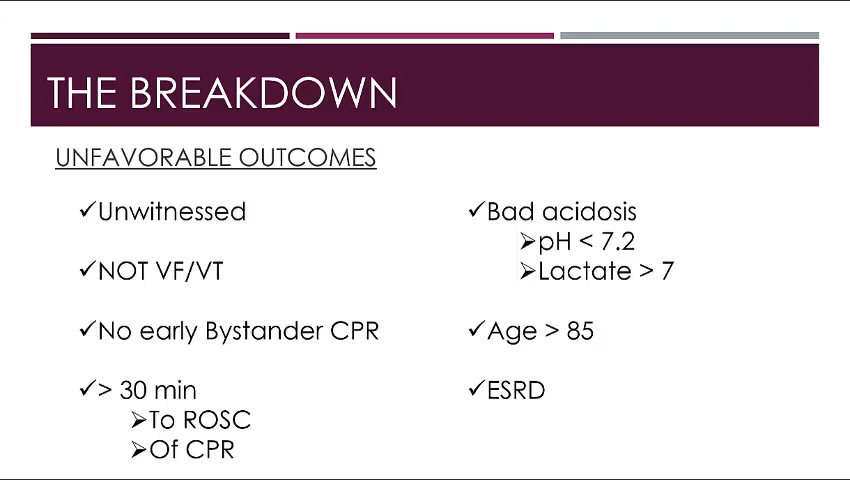 THE BREAKDOWN
UNFAVORABLE OUTCOMES
✓Unwitnessed
✓NOT VF/VT
✓No early Bystander CPR
✓> 30 min
➢To ROSC
➢Of CPR
✓Bad acidosis
➢pH < 7.2
➢Lactate > 7
✓Age > 85
✓ESRD